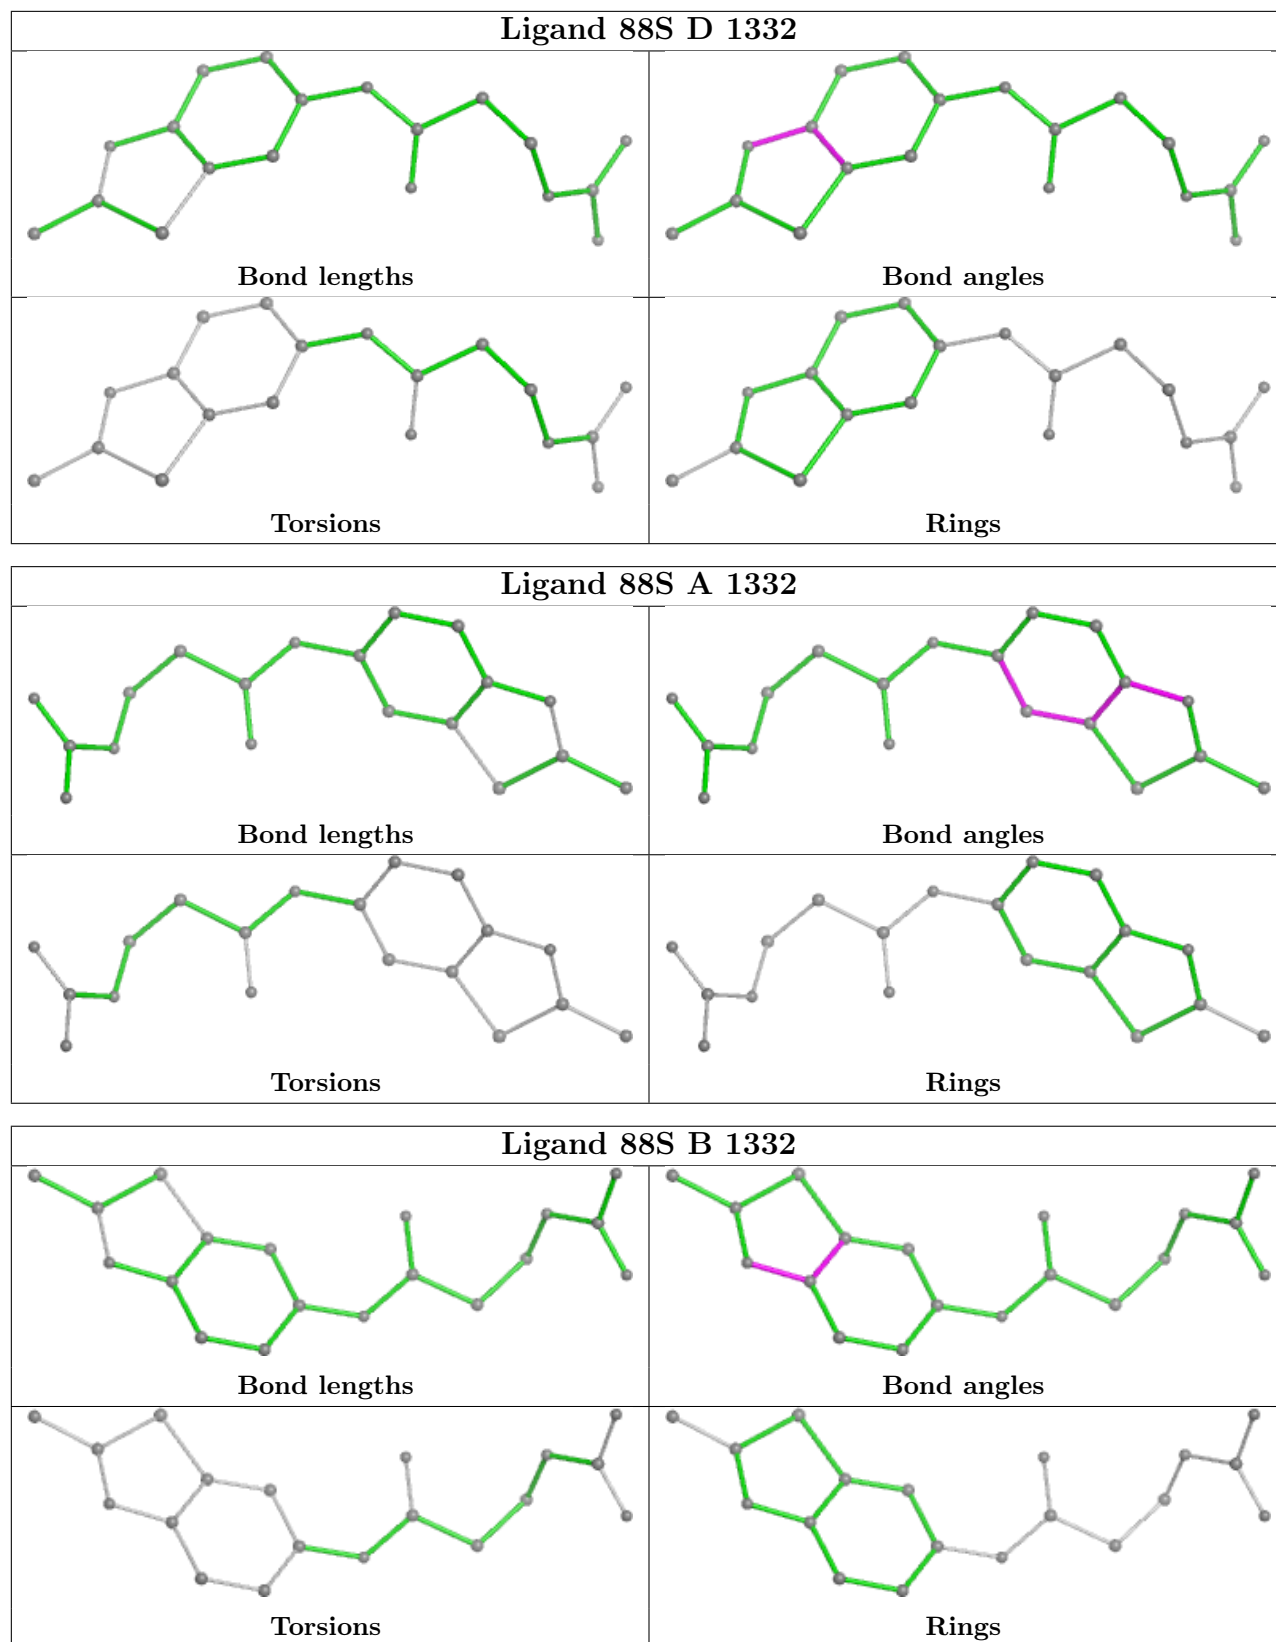 Ligand 88S D 1332
Bond lengths
Bond angles
Torsions
Rings
Ligand 88S A 1332
Bond lengths
Bond angles
Torsions
Rings
Ligand 88S B 1332
Bond lengths
Bond angles
Torsions
Rings